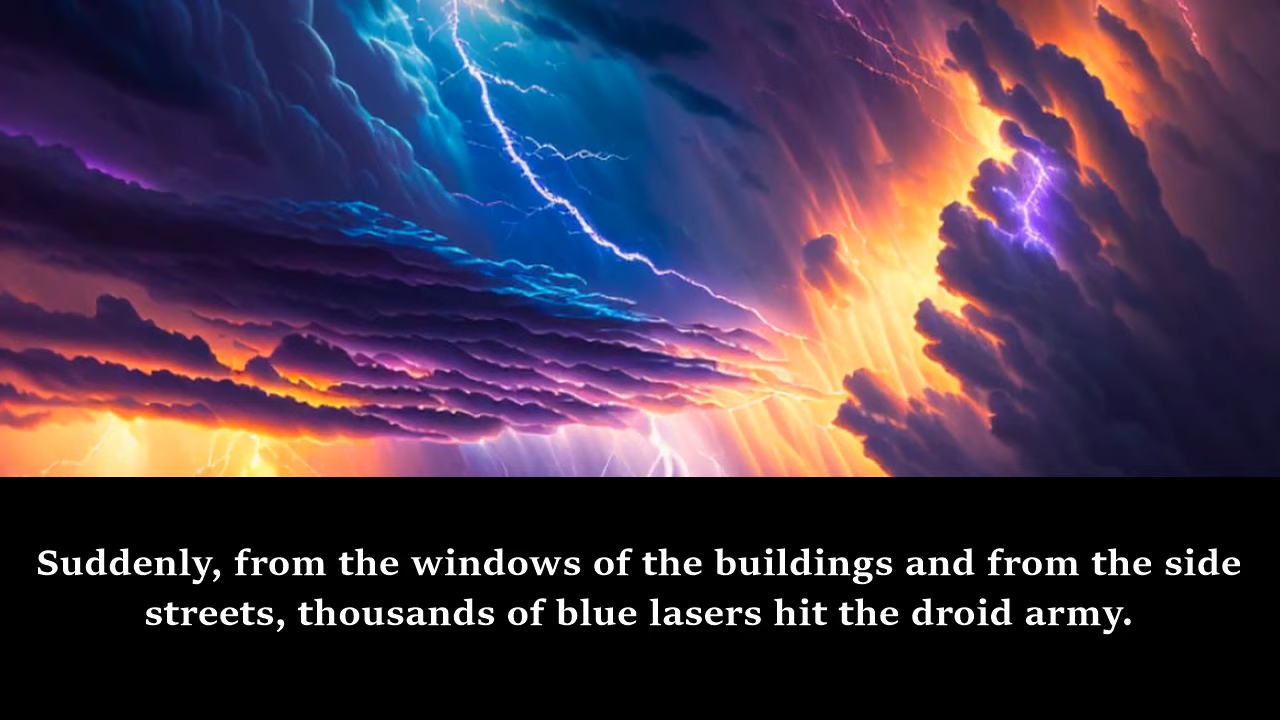 Suddenly, from the windows of the buildings and from the side
streets, thousands of blue lasers hit the droid army.